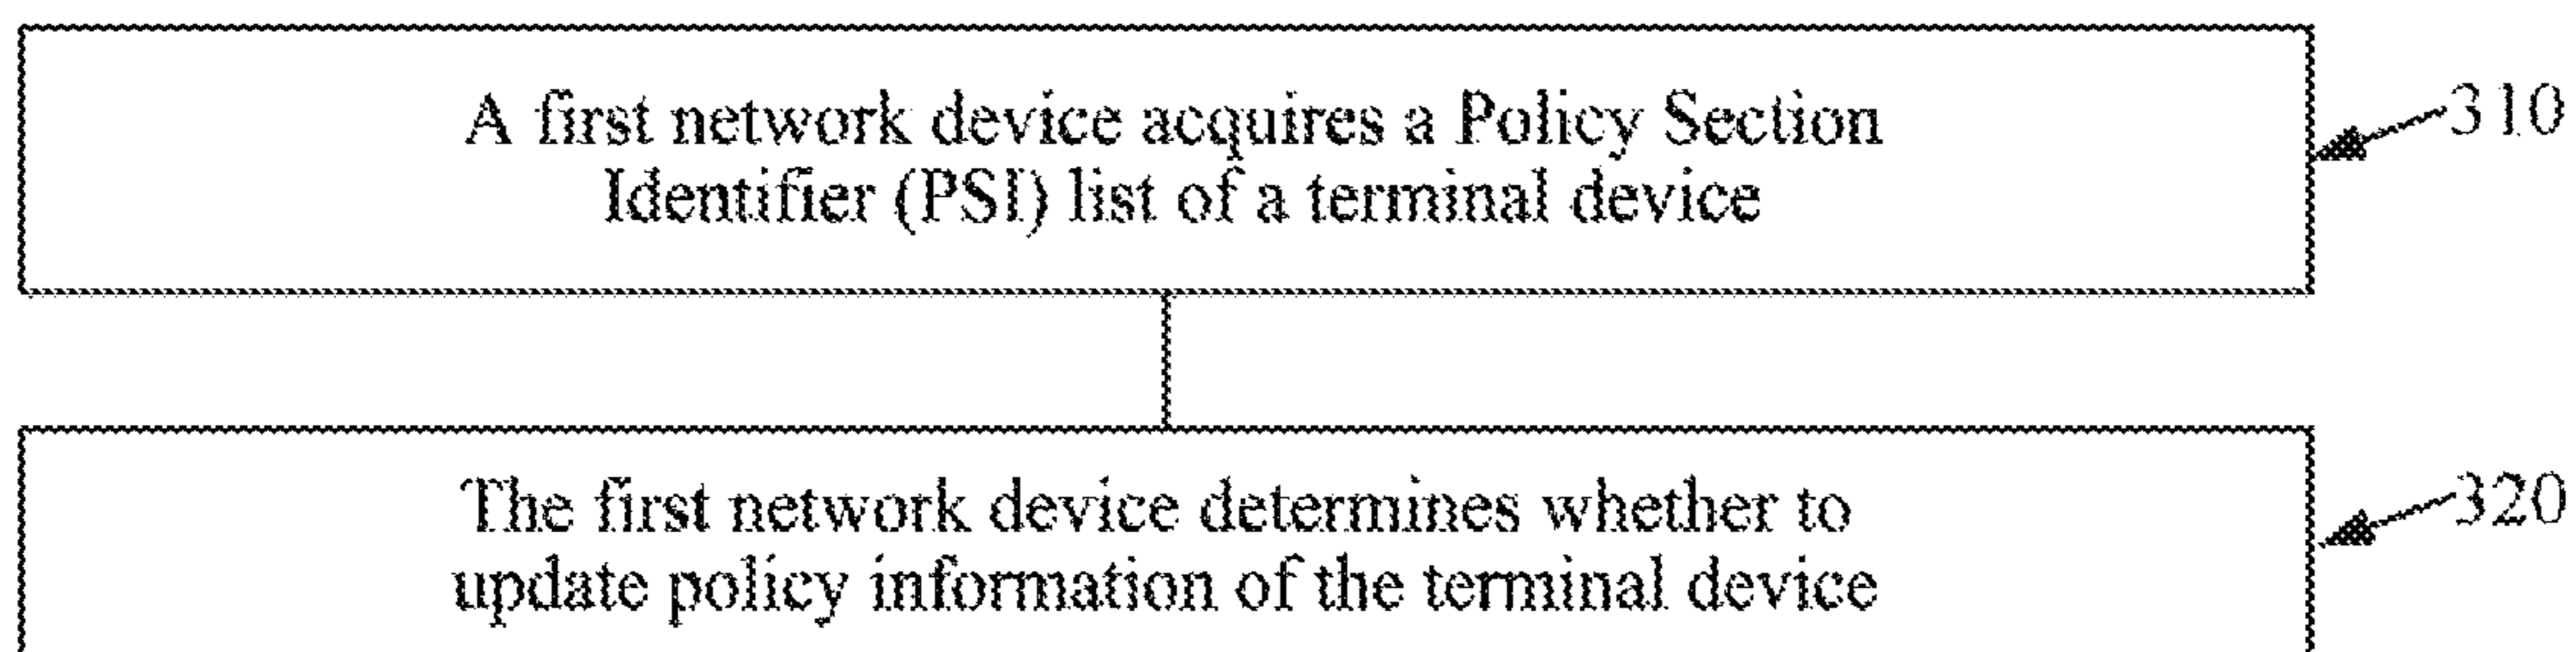 A first network device acquires a Policy Section
Identifier (PSI) list of a terminal device
310
The first network device determines whether to
update policy information of the terminal device
320